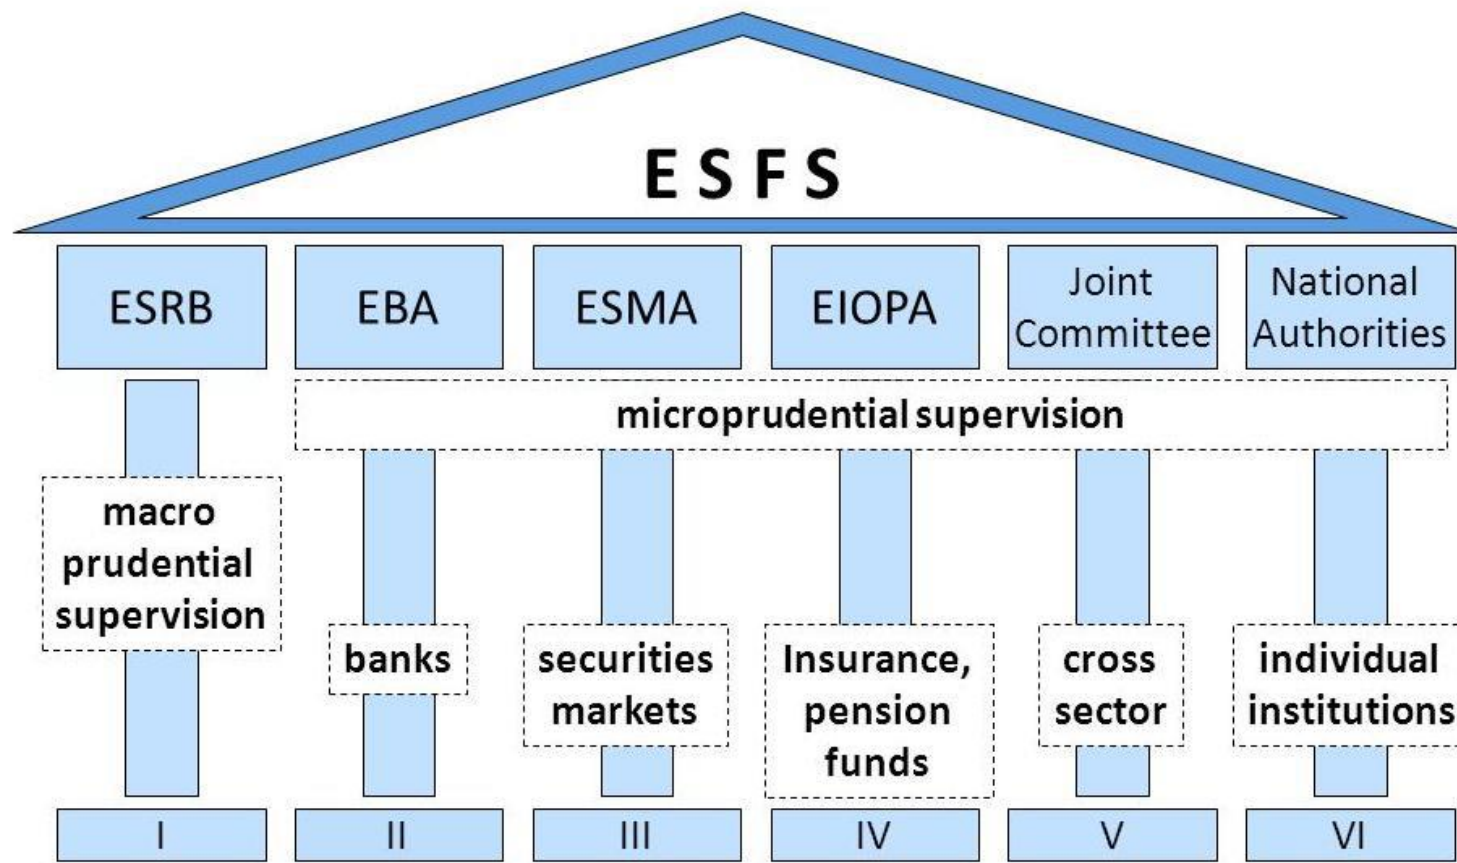 E S F S
ESRB
EBA
ESMA
EIOPA
Joint
Committee
National
Authorities
microprudential supervision
macro
prudential
supervision
banks
securities
markets
Insurance,
pension
funds
cross
sector
individual
institutions
I
II
III
IV
V
VI